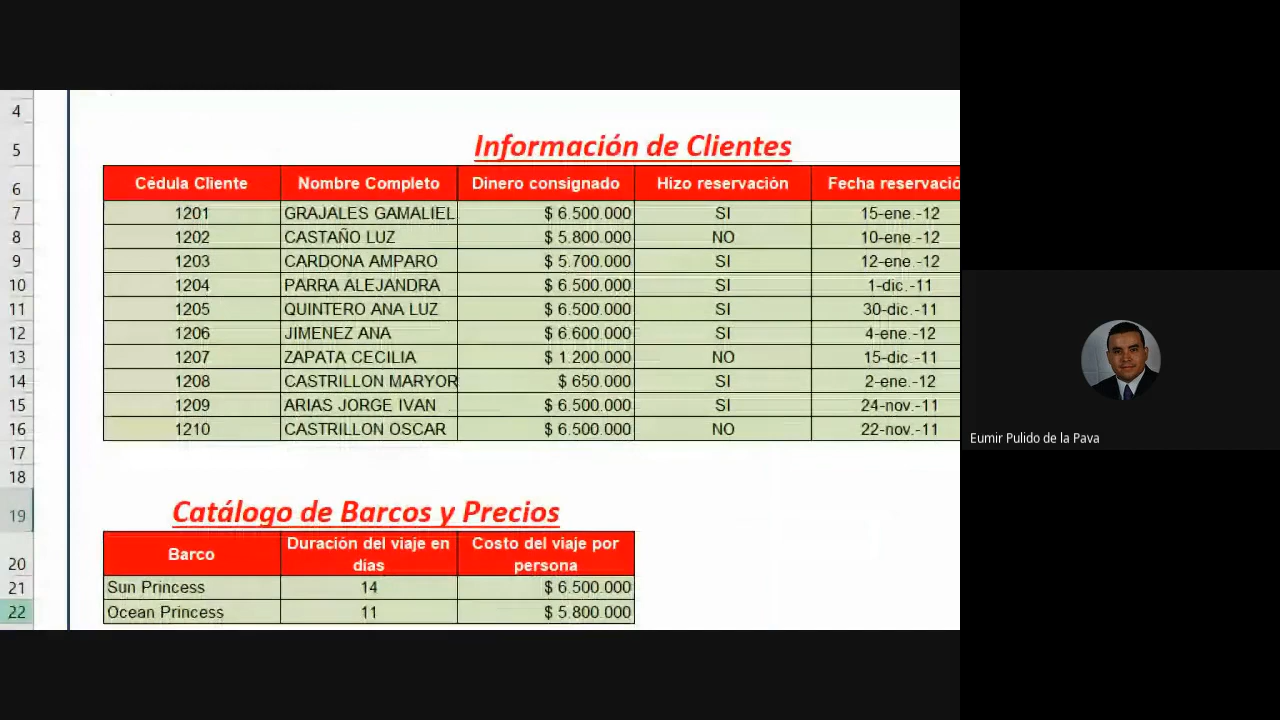 4
Información de Clientes
5
6 Cédula Cliente Nombre Completo Dinero consignado Hizo reservación Fecha reservació
7 1201 GRAJALES GAMALIEL $ 6.500.000 SI 15-ene.-12
8 1202 CASTAÑO LUZ $ 5.800.000 NO 10-ene.-12
9 1203 CARDONA AMPARO $ 5.700.000 SI 12-ene.-12
10 1204 PARRA ALEJANDRA $ 6.500.000 SI 1-dic.-11
11 1205 QUINTERO ANA LUZ $ 6.500.000 SI 30-dic.-11
12 1206 JIMENEZ ANA $ 6.600.000 SI 4-ene.-12
13 1207 ZAPATA CECILIA $ 1.200.000 NO 15-dic.-11
14 1208 CASTRILLON MARYOR $ 650.000 SI 2-ene.-12
15 1209 ARIAS JORGE IVAN $ 6.500.000 SI 24-nov.-11
16 1210 CASTRILLON OSCAR $ 6.500.000 NO 22-nov.-11
17
18
19 Catálogo de Barcos y Precios
20 Barco Duración del viaje en días Costo del viaje por persona
21 Sun Princess 14 $ 6.500.000
22 Ocean Princess 11 $ 5.800.000
Eumir Pulido de la Pava